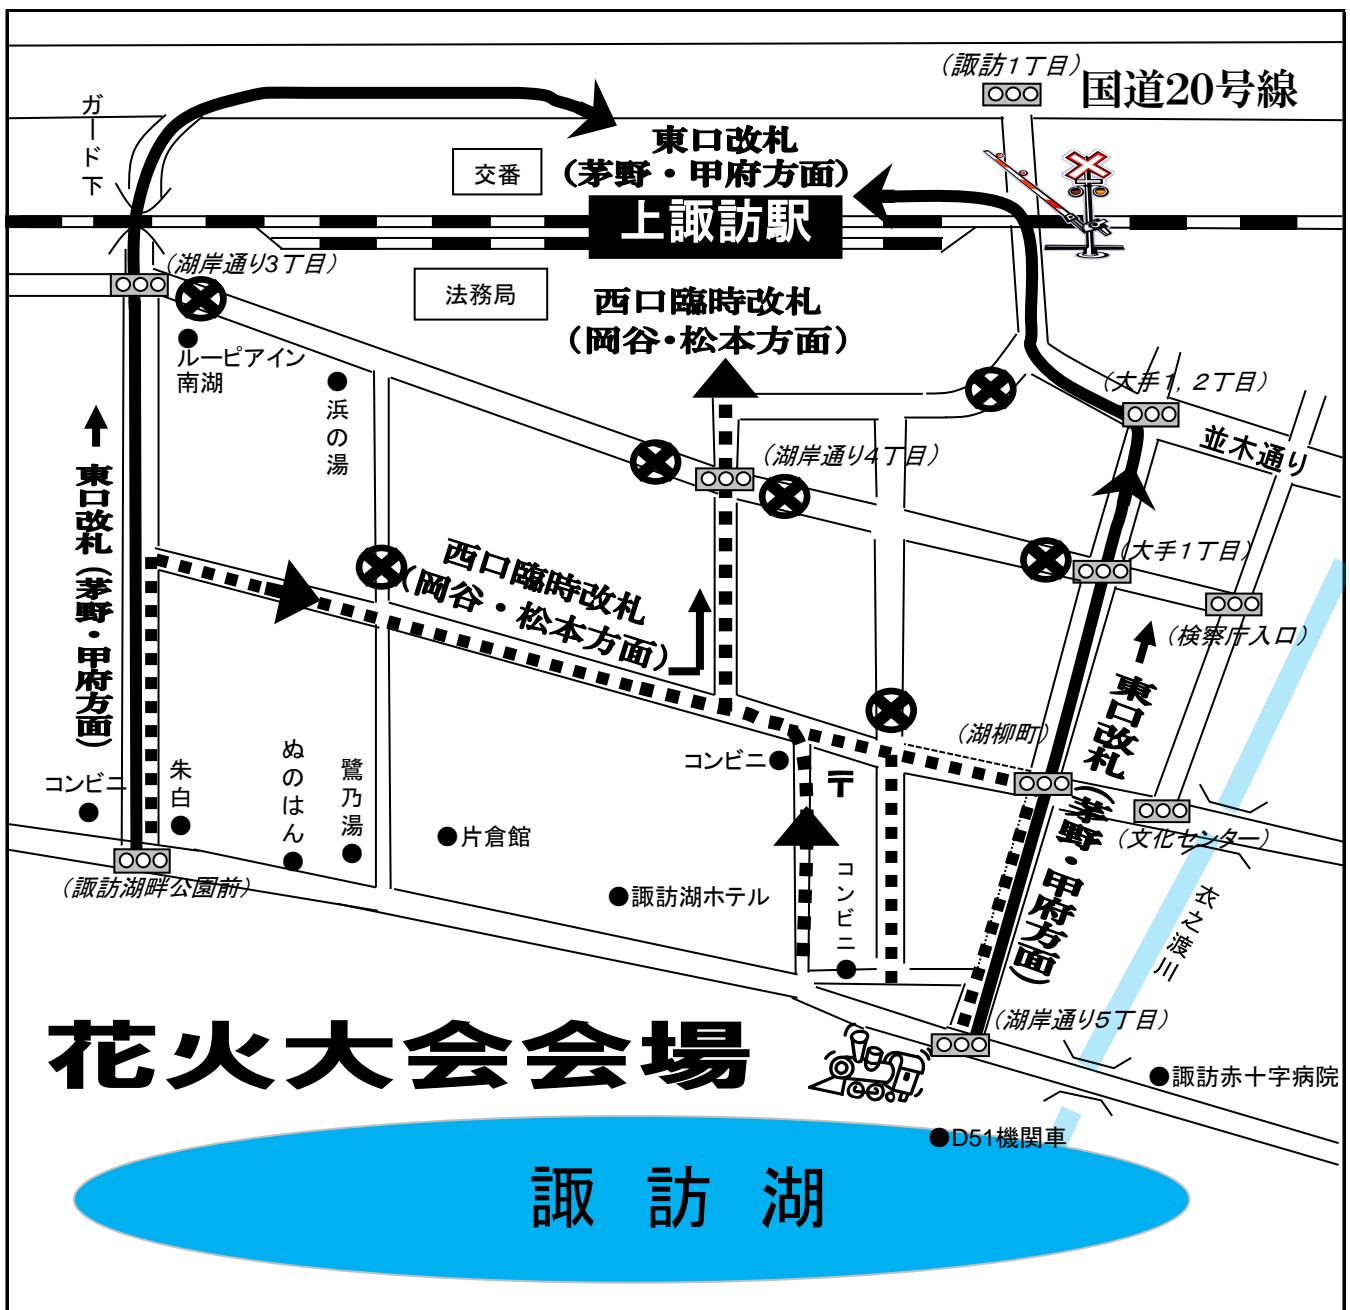 (諏訪1丁目)
国道20号線
ガード下
東口改札
(茅野・甲府方面)
交番
上諏訪駅
(湖岸通り3丁目)
法務局
西口臨時改札
(岡谷・松本方面)
ルーピアイン
南湖
浜の湯
(大手1,2丁目)
並木通り
(湖岸通り4丁目)
東口改札(茅野・甲府方面)
西口臨時改札
(岡谷・松本方面)
(大手1丁目)
(検察庁入口)
東口改札(茅野・甲府方面)
(湖柳町)
コンビニ
朱白
ぬのはん
鷺乃湯
コンビニ
〒
片倉館
(文化センター)
(諏訪湖畔公園前)
諏訪湖ホテル
コンビニ
衣之渡川
(湖岸通り5丁目)
花火大会会場
諏訪赤十字病院
D51機関車
諏訪湖